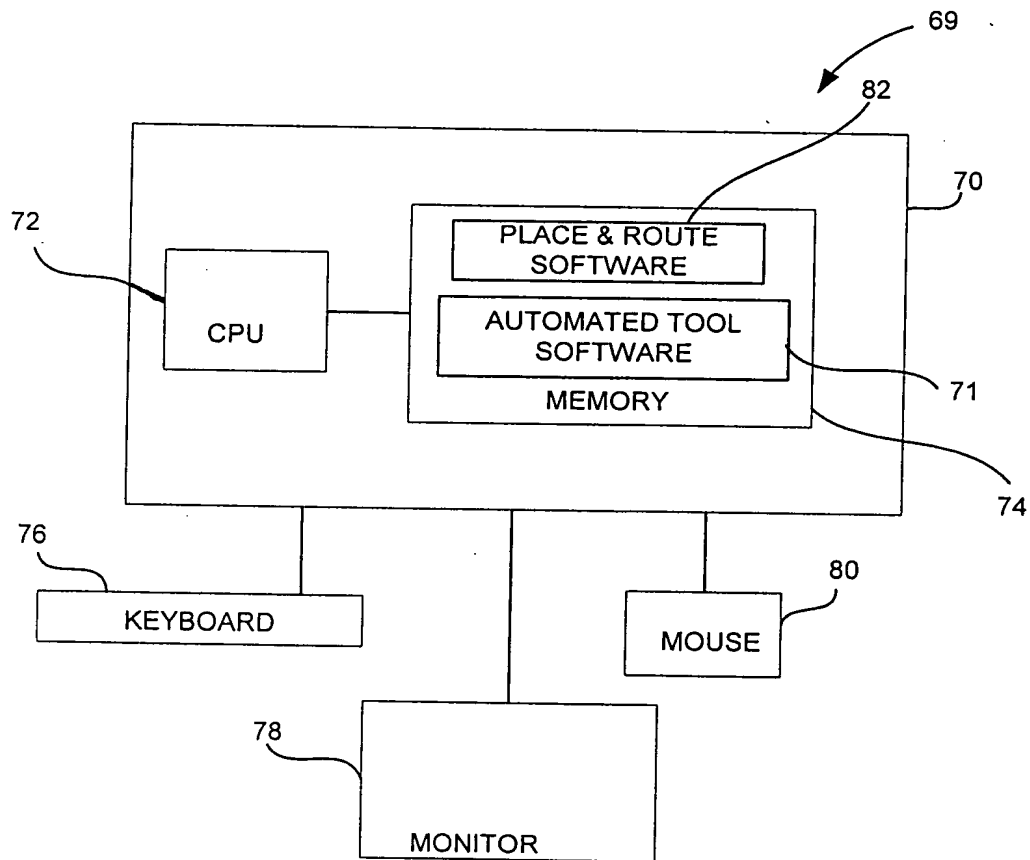 69
82
70
72
PLACE & ROUTE
SOFTWARE
CPU
AUTOMATED TOOL
SOFTWARE
71
MEMORY
74
76
80
KEYBOARD
MOUSE
78
MONITOR